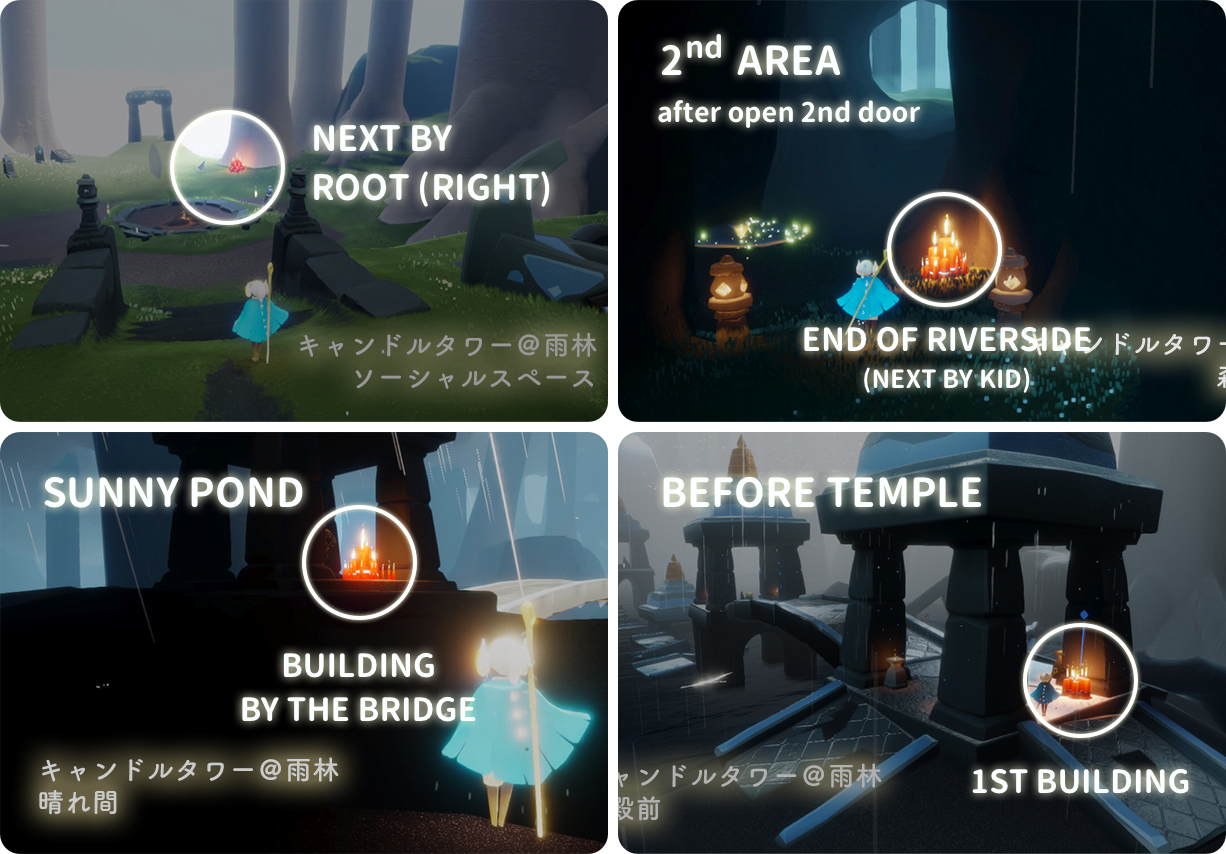 NEXT BY
ROOT (RIGHT)
キャンドルタワー@雨林
ソーシャルスペース
2nd AREA
after open 2nd door
END OF RIVERSIDE
(NEXT BY KID)
ンドルタワー
SUNNY POND
BUILDING
BY THE BRIDGE
キャンドルタワー@雨林
晴れ間
BEFORE TEMPLE
1ST BUILDING
ャンドルタワー@雨林
殿前